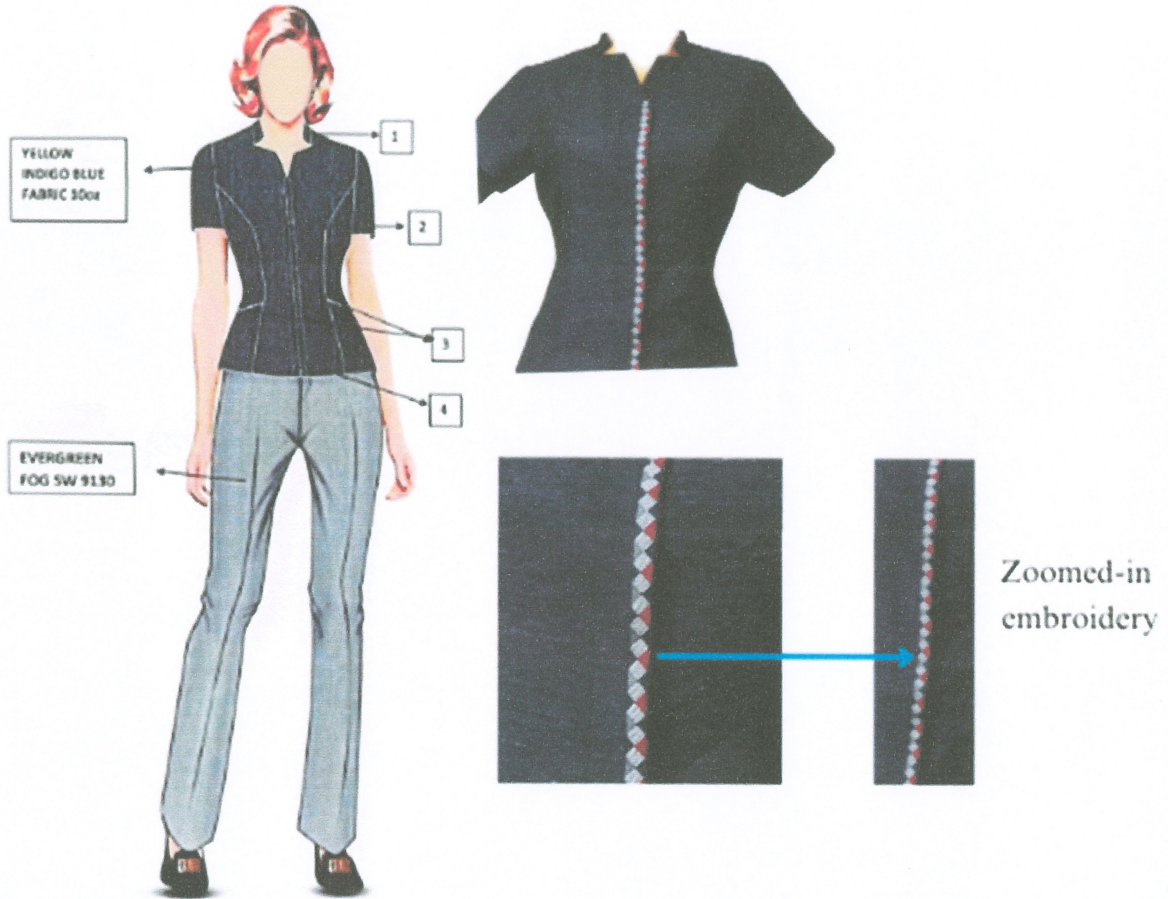 YELLOW
INDIGO BLUE
FABRIC 10oz
1
2
3
4
EVERGREEN
FOG SW 9130
Zoomed-in
embroidery